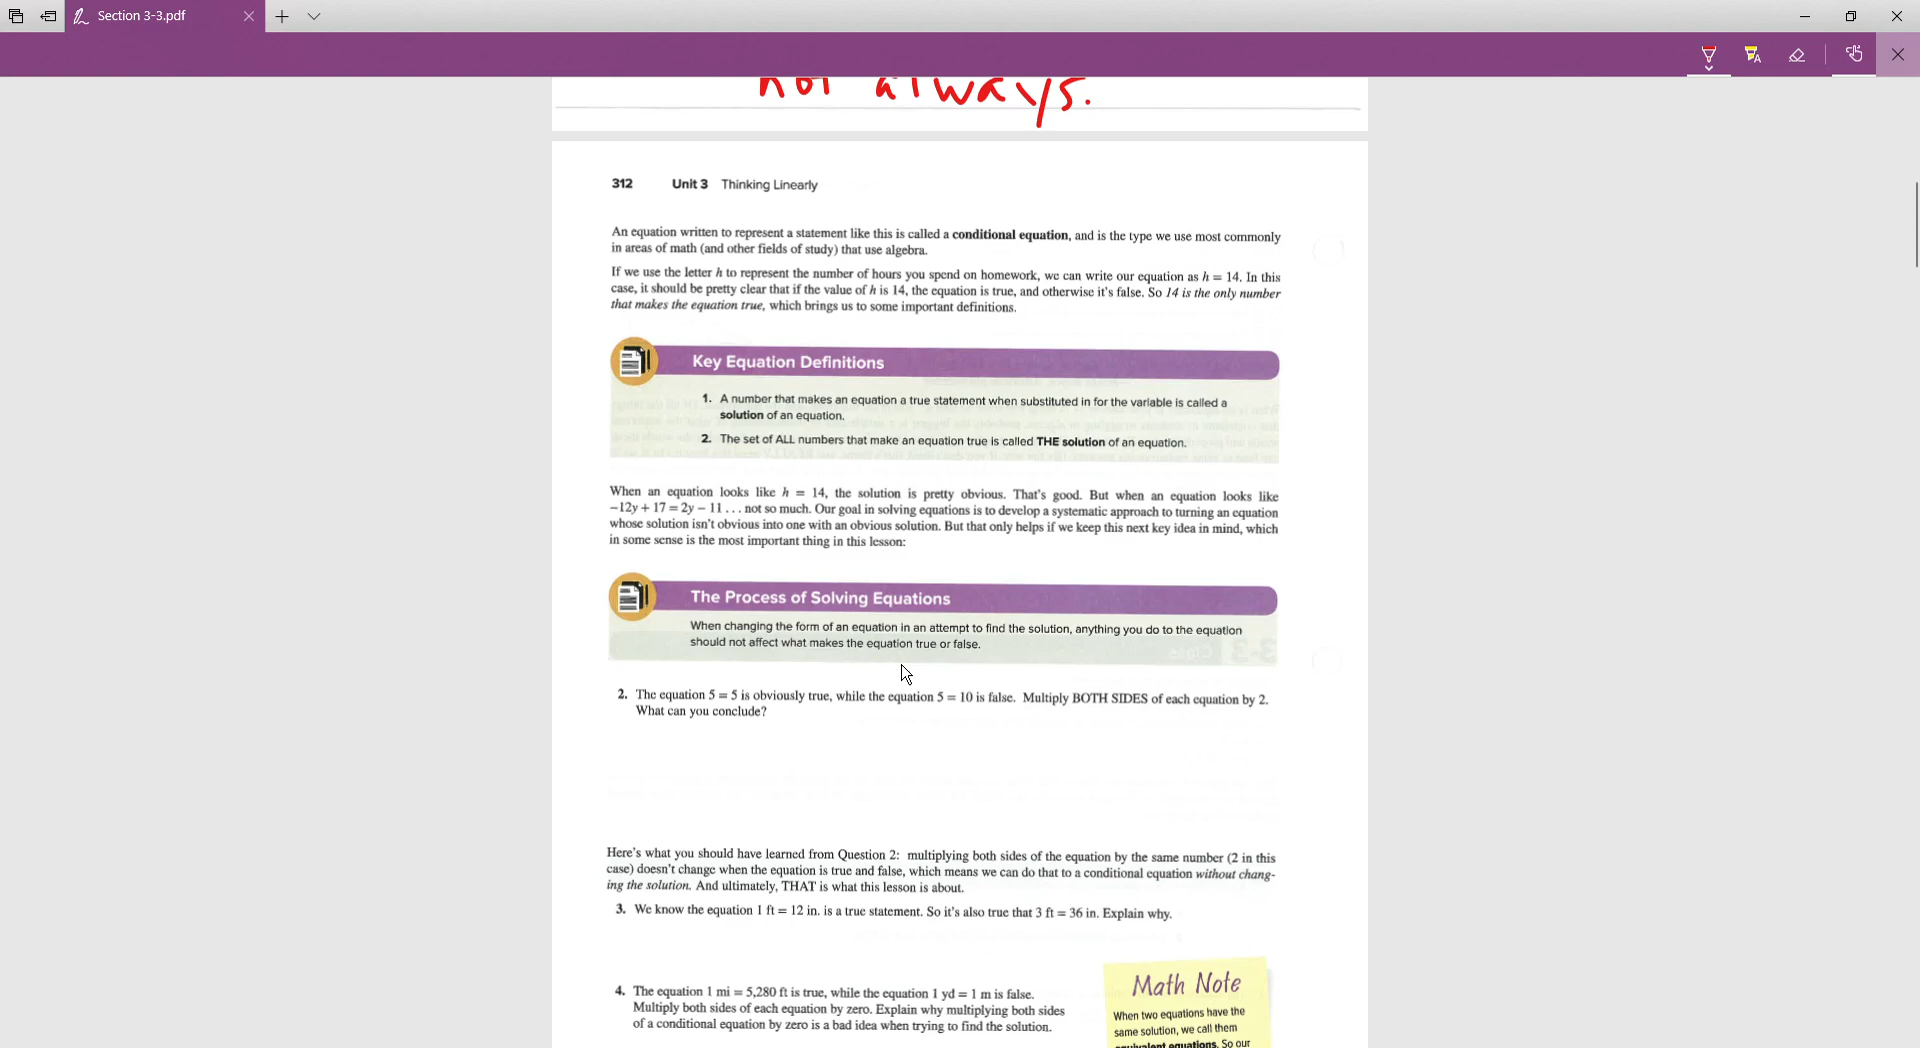 Section 3-3.pdf
not always.
312 Unit 3 Thinking Linearly
An equation written to represent a statement like this is called a conditional equation, and is the type we use most commonly
in areas of math (and other fields of study) that use algebra.
If we use the letter h to represent the number of hours you spend on homework, we can write our equation as h = 14. In this
case, it should be pretty clear that if the value of h is 14, the equation is true, and otherwise it's false. So 14 is the only number
that makes the equation true, which brings us to some important definitions.
Key Equation Definitions
1. A number that makes an equation a true statement when substituted in for the variable is called a
solution of an equation.
2. The set of ALL numbers that make an equation true is called THE solution of an equation.
When an equation looks like h = 14, the solution is pretty obvious. That's good. But when an equation looks like
−12y + 17 = 2y − 11 . . . not so much. Our goal in solving equations is to develop a systematic approach to turning an equation
whose solution isn't obvious into one with an obvious solution. But that only helps if we keep this next key idea in mind, which
in some sense is the most important thing in this lesson:
The Process of Solving Equations
When changing the form of an equation in an attempt to find the solution, anything you do to the equation
should not affect what makes the equation true or false.
2. The equation 5 = 5 is obviously true, while the equation 5 = 10 is false. Multiply BOTH SIDES of each equation by 2.
What can you conclude?
Here's what you should have learned from Question 2: multiplying both sides of the equation by the same number (2 in this
case) doesn't change when the equation is true and false, which means we can do that to a conditional equation without chang-
ing the solution. And ultimately, THAT is what this lesson is about.
3. We know the equation 1 ft = 12 in. is a true statement. So it's also true that 3 ft = 36 in. Explain why.
4. The equation 1 mi = 5,280 ft is true, while the equation 1 yd = 1 m is false.
Multiply both sides of each equation by zero. Explain why multiplying both sides
of a conditional equation by zero is a bad idea when trying to find the solution.
Math Note
When two equations have the
same solution, we call them
equivalent equations. So our